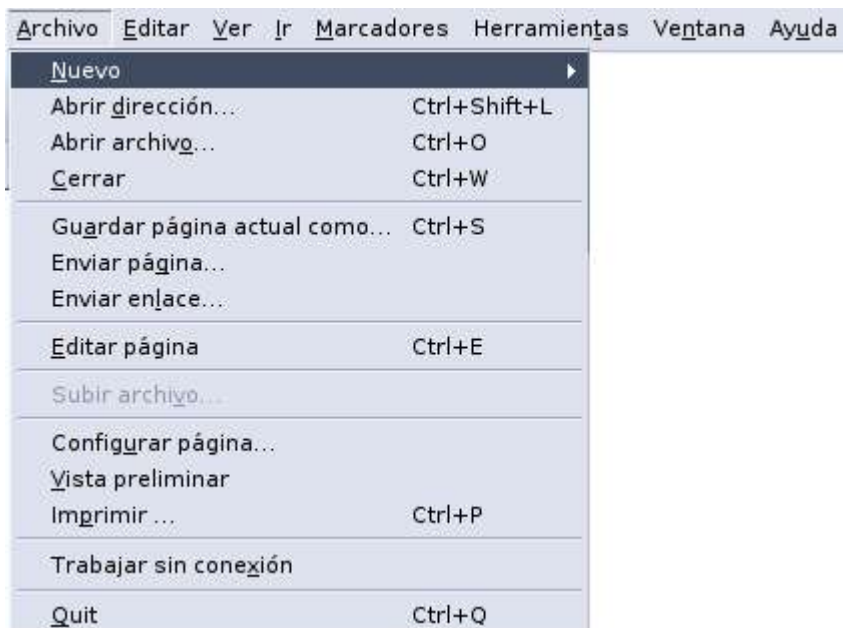 Archivo Editar Ver Ir Marcadores Herramientas Ventana Ayuda
Nuevo
Abrir dirección... Ctrl+Shift+L
Abrir archivo... Ctrl+O
Cerrar Ctrl+W
Guardar página actual como... Ctrl+S
Enviar página...
Enviar enlace...
Editar página Ctrl+E
Subir archivo...
Configurar página...
Vista preliminar
Imprimir ... Ctrl+P
Trabajar sin conexión
Quit Ctrl+Q